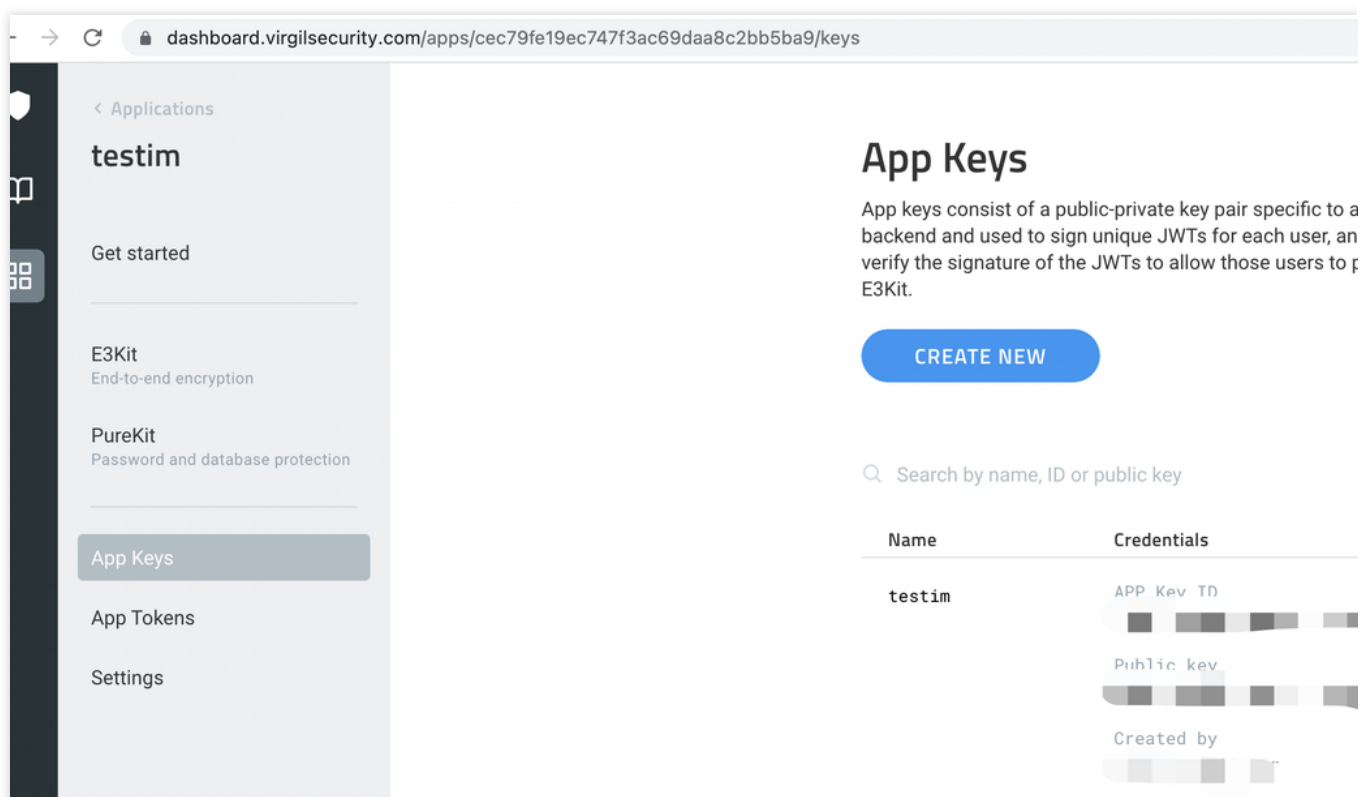 dashboard.virgilsecurity.com/apps/cec79fe19ec747f3ac69daa8c2bb5ba9/keys
Applications
testim
Get started
E3Kit
End-to-end encryption
PureKit
Password and database protection
App Keys
App Tokens
Settings
App Keys
App keys consist of a public-private key pair specific to a
backend and used to sign unique JWTs for each user, an
verify the signature of the JWTs to allow those users to p
E3Kit.
CREATE NEW
Search by name, ID or public key
Name Credentials
testim
APP Key ID
Public key
Created by